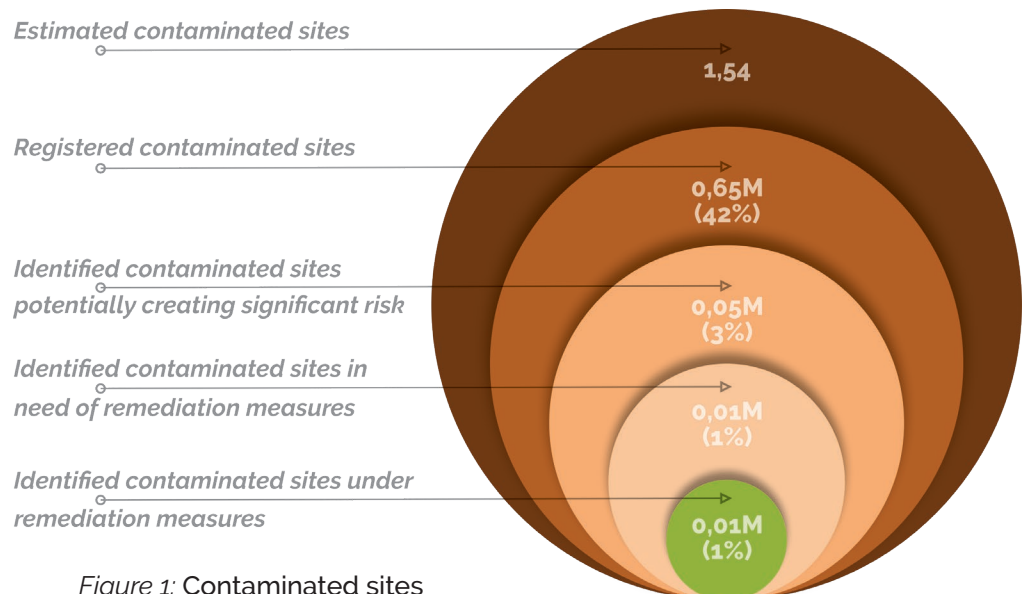 Estimated contaminated sites
1,54
Registered contaminated sites
0,65M
(42%)
Identified contaminated sites
potentially creating significant risk
0,05M
(3%)
Identified contaminated sites in
need of remediation measures
0,01M
(1%)
Identified contaminated sites under
remediation measures
0,01M
(1%)
Figure 1: Contaminated sites